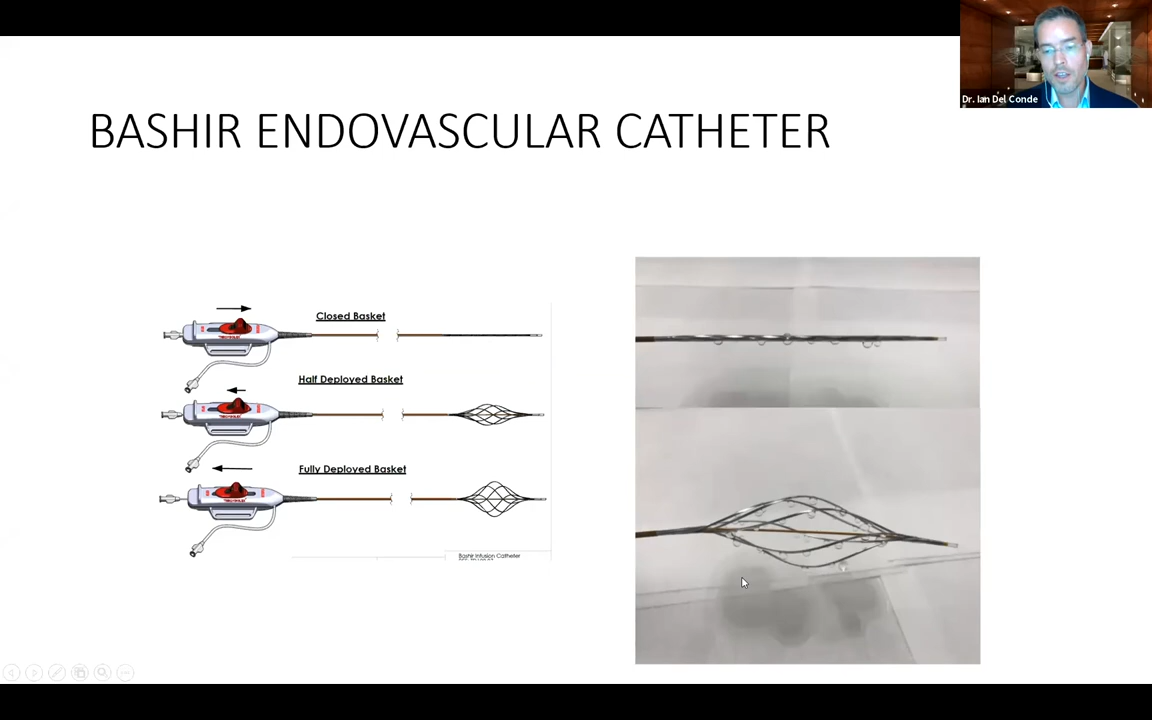 Dr. Ian Del Conde
BASHIR ENDOVASCULAR CATHETER
Closed Basket
Half Deployed Basket
Fully Deployed Basket
Bashir Infusion Catheter